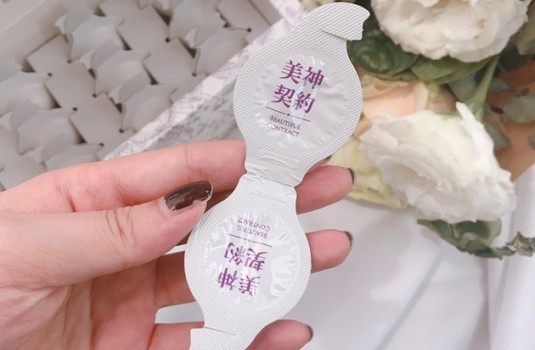 美神
契約
BEAUTIFUL
CONTRACT
美神
契約
BEAUTIFUL
CONTRACT